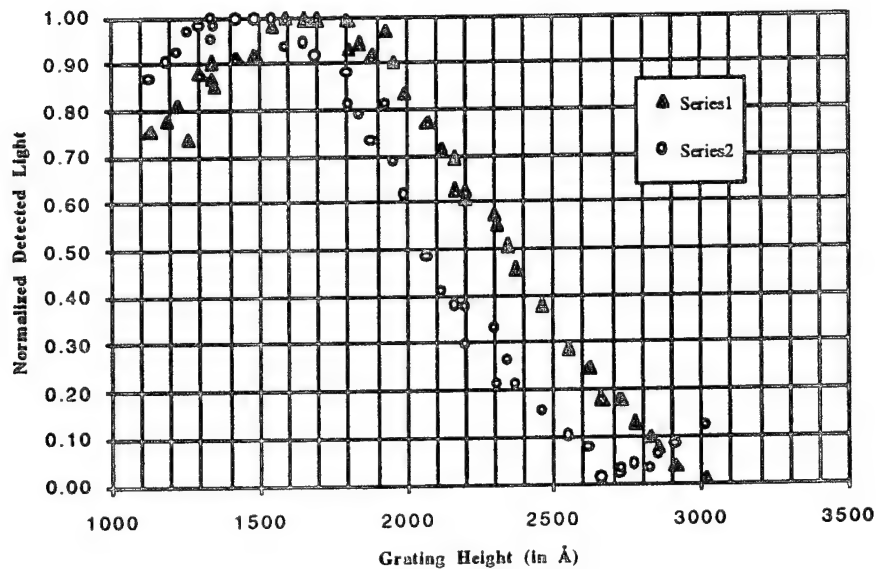 Normalized Detected Light
1.00
0.90
0.80
0.70
0.60
0.50
0.40
0.30
0.20
0.10
0.00
1000 1500 2000 2500 3000 3500
Grating Height (in Å)
Series1
Series2